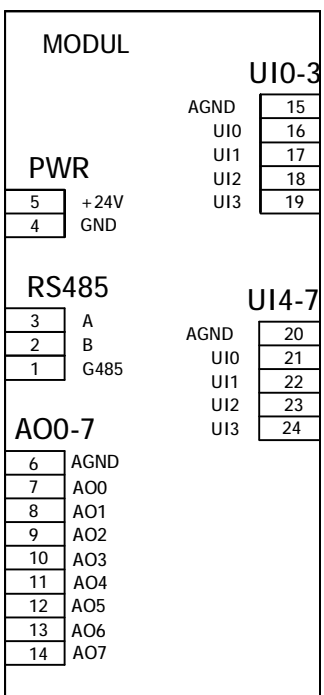 MODUL
UI0-3
AGND 15
UI0 16
UI1 17
UI2 18
UI3 19
PWR
5 +24V
4 GND
RS485
3 A
2 B
1 G485
UI4-7
AGND 20
UI0 21
UI1 22
UI2 23
UI3 24
AO0-7
6 AGND
7 AO0
8 AO1
9 AO2
10 AO3
11 AO4
12 AO5
13 AO6
14 AO7